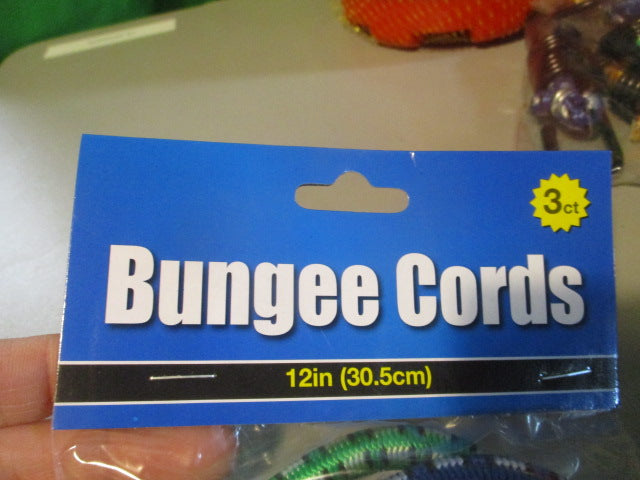 3ct
Bungee Cords
12in (30.5cm)